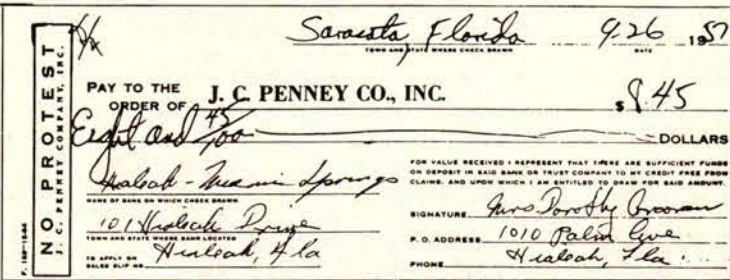 Sarasota, Florida 9-26 1957
TOWN AND STATE WHERE CHECK DRAWN DATE
NO PROTEST
J. C. PENNEY COMPANY, INC.
PAY TO THE
ORDER OF J. C. PENNEY CO., INC. $ 8.45
Eight and 45/100 DOLLARS
FOR VALUE RECEIVED I REPRESENT THAT THERE ARE SUFFICIENT FUNDS
ON DEPOSIT IN SAID BANK OR TRUST COMPANY TO MY CREDIT FREE FROM
CLAIMS, AND UPON WHICH I AM ENTITLED TO DRAW FOR SAID AMOUNT.
Hialeah - Miami Springs
NAME OF BANK ON WHICH CHECK DRAWN
101 Hialeah Drive
TOWN AND STATE WHERE BANK LOCATED
Hialeah, Fla
TO APPLY ON
SALES SLIP NO.
SIGNATURE Mrs Dorothy
P. O. ADDRESS 1010 Palm Ave
Hialeah, Fla.
PHONE